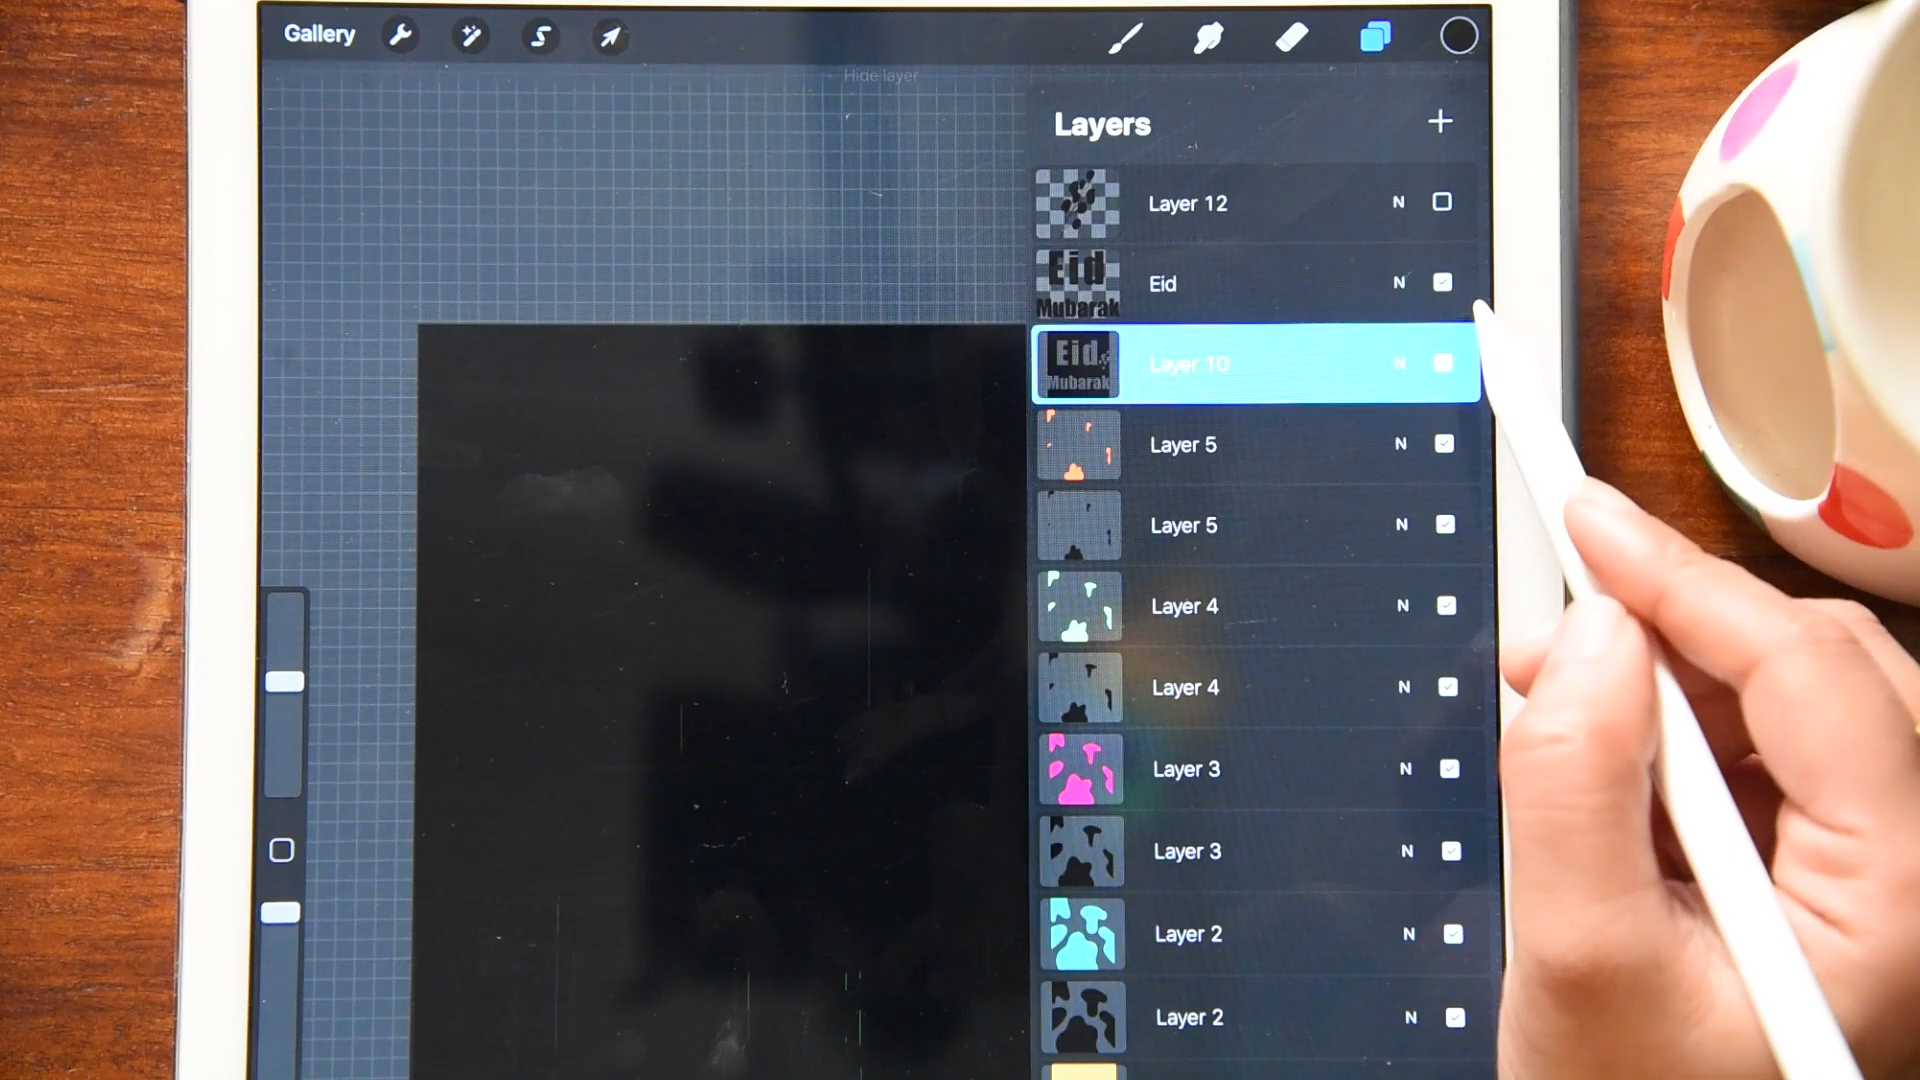 Gallery
Hide layer
Layers
Layer 12 N
Eid
Mubarak
Eid N
Eid
Mubarak
Layer 10 N
Layer 5 N
Layer 5 N
Layer 4 N
Layer 4 N
Layer 3 N
Layer 3 N
Layer 2 N
Layer 2 N